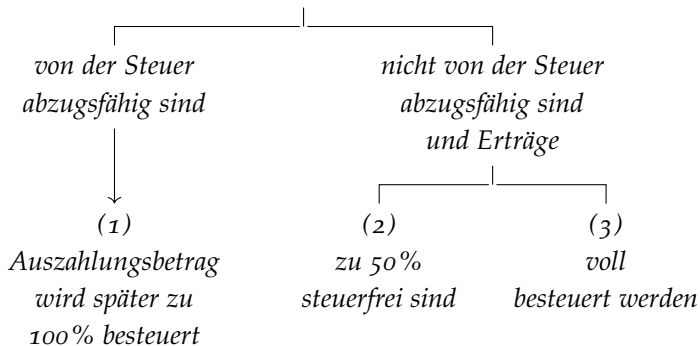 von der Steuer
abzugsfähig sind
nicht von der Steuer
abzugsfähig sind
und Erträge
(1)
Auszahlungsbetrag
wird später zu
100% besteuert
(2)
zu 50%
steuerfrei sind
(3)
voll
besteuert werden